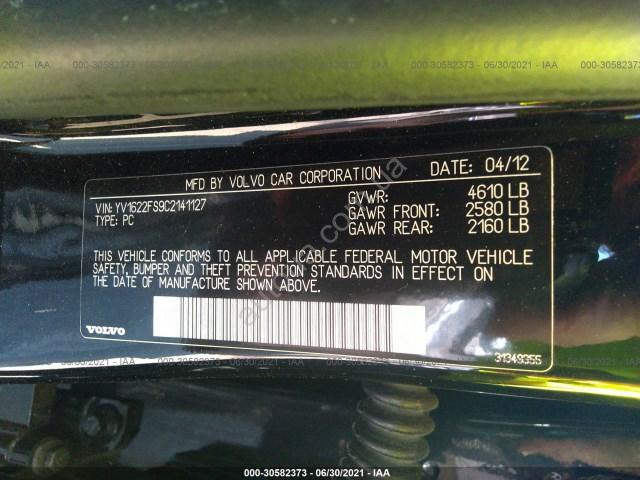 000-30582373 - 06/30/2021 - IAA
MFD BY VOLVO CAR CORPORATION
DATE: 04/12
VIN: YV1622FS9C2141127
TYPE: PC
GVWR: 4610 LB
GAWR FRONT: 2580 LB
GAWR REAR: 2160 LB
THIS VEHICLE CONFORMS TO ALL APPLICABLE FEDERAL MOTOR VEHICLE
SAFETY, BUMPER AND THEFT PREVENTION STANDARDS IN EFFECT ON
THE DATE OF MANUFACTURE SHOWN ABOVE.
VOLVO
31349355
000-30582373 - 06/30/2021 - IAA
000-30582373 - 06/30/2021 - IAA